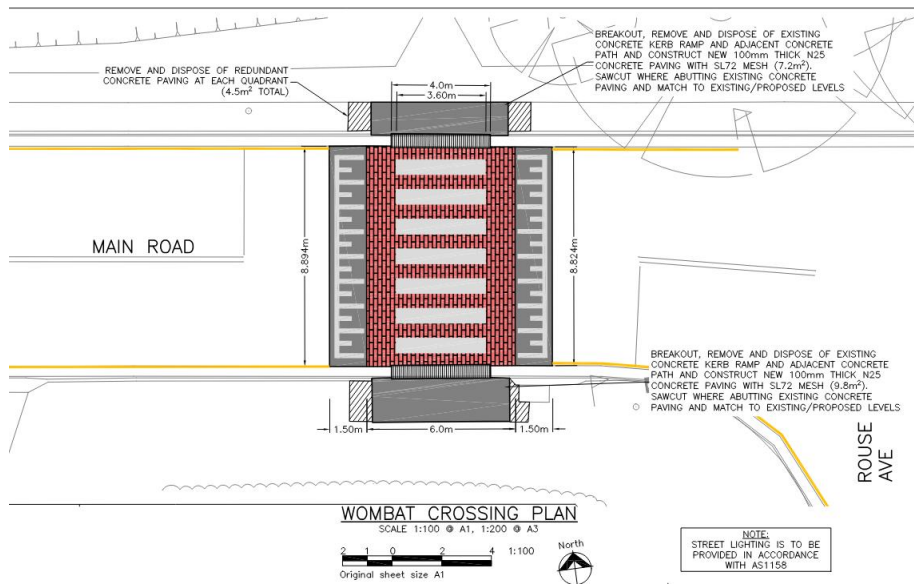 BREAKOUT, REMOVE AND DISPOSE OF EXISTING
CONCRETE KERB RAMP AND ADJACENT CONCRETE
PATH AND CONSTRUCT NEW 100mm THICK N25
CONCRETE PAVING WITH SL72 MESH (7.2m²).
SAWCUT WHERE ABUTTING EXISTING CONCRETE
PAVING AND MATCH TO EXISTING/PROPOSED LEVELS
REMOVE AND DISPOSE OF REDUNDANT
CONCRETE PAVING AT EACH QUADRANT
(4.5m² TOTAL)
4.0m
3.60m
MAIN ROAD
8.894m
8.824m
BREAKOUT, REMOVE AND DISPOSE OF EXISTING
CONCRETE KERB RAMP AND ADJACENT CONCRETE
PATH AND CONSTRUCT NEW 100mm THICK N25
CONCRETE PAVING WITH SL72 MESH (9.8m²).
SAWCUT WHERE ABUTTING EXISTING CONCRETE
PAVING AND MATCH TO EXISTING/PROPOSED LEVELS
1.50m
6.0m
1.50m
ROUSE
AVE
WOMBAT CROSSING PLAN
SCALE 1:100 @ A1, 1:200 @ A3
2 1 0 2 4 1:100
Original sheet size A1
North
NOTE:
STREET LIGHTING IS TO BE
PROVIDED IN ACCORDANCE
WITH AS1158